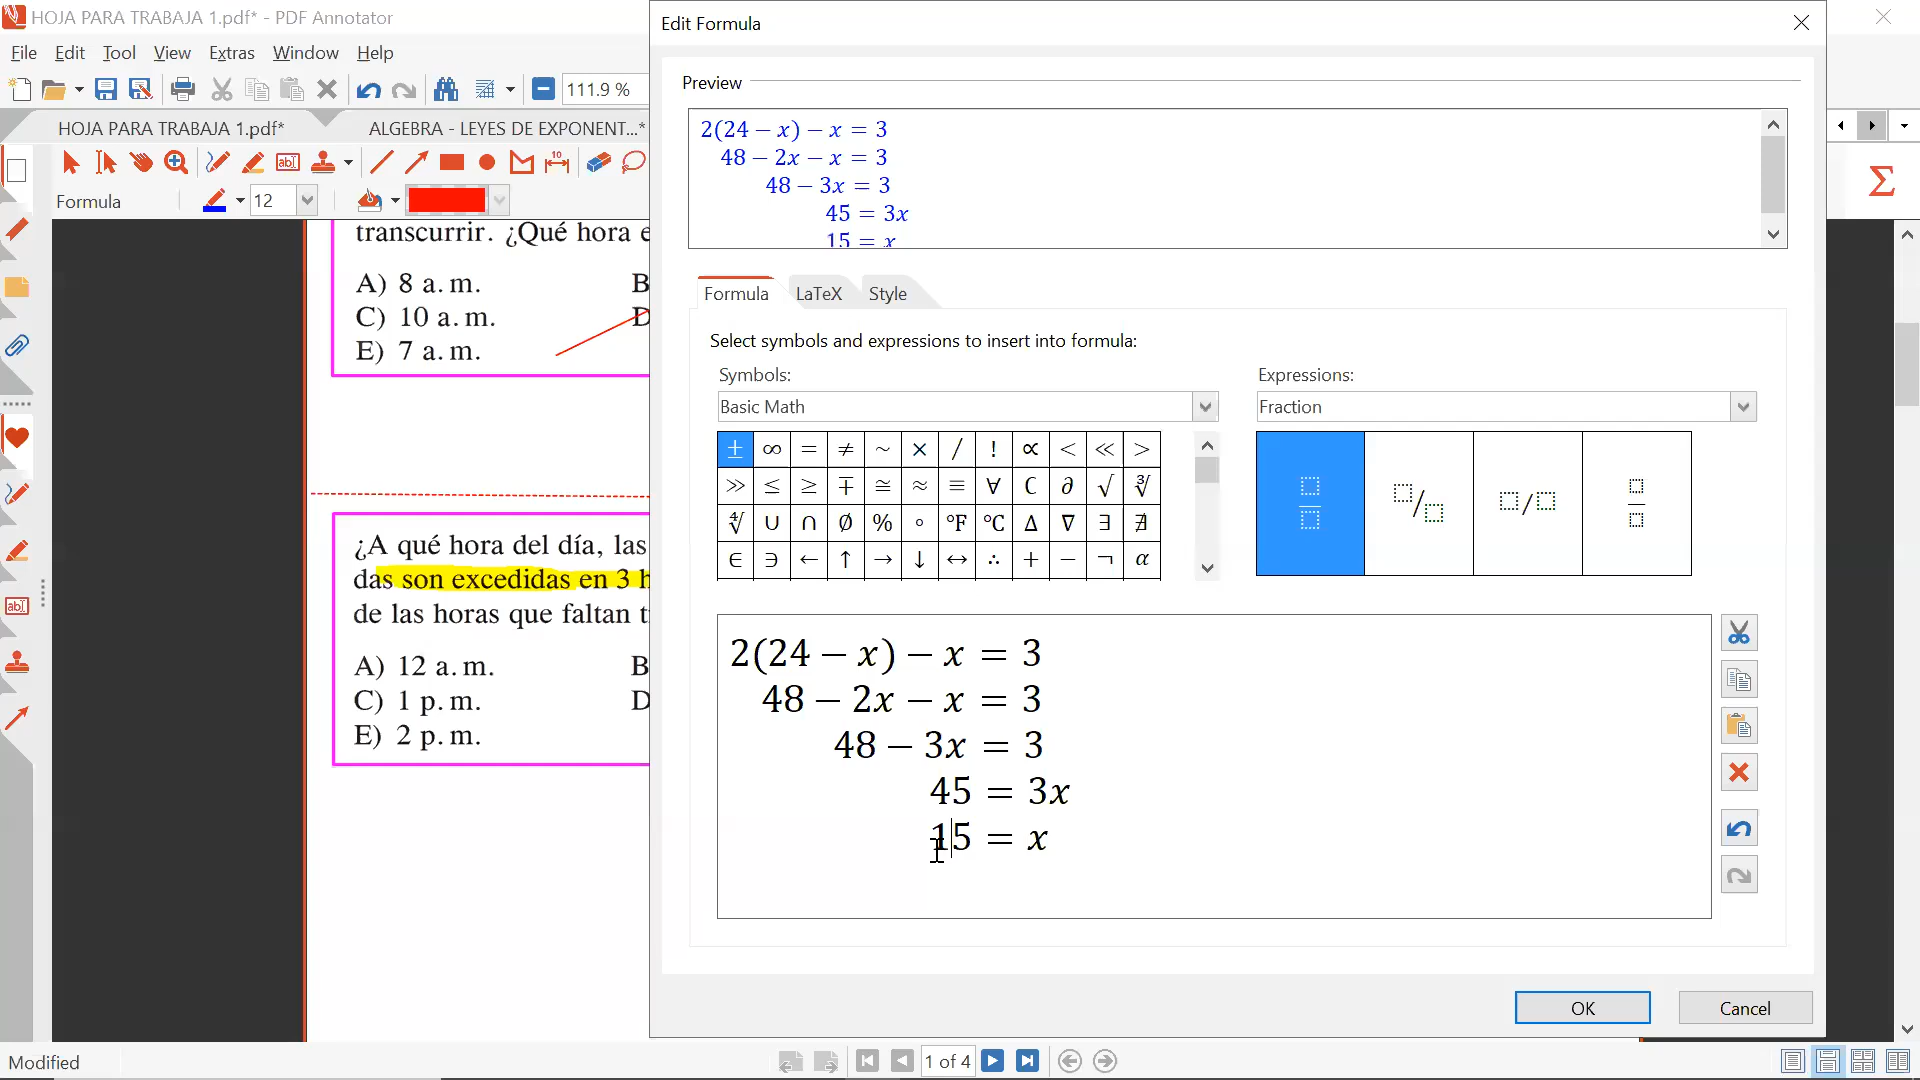 HOJA PARA TRABAJA 1.pdf* - PDF Annotator
File Edit Tool View Extras Window Help
111.9 %
HOJA PARA TRABAJA 1.pdf*
ALGEBRA - LEYES DE EXPONENT...*
Formula
12
transcurrir. ¿Qué hora e
A) 8 a. m.
B
C) 10 a. m.
D
E) 7 a. m.
¿A qué hora del día, las
das son excedidas en 3 h
de las horas que faltan t
A) 12 a. m.
B
C) 1 p. m.
D
E) 2 p. m.
Edit Formula
Preview
2(24 − x) − x = 3
48 − 2x − x = 3
48 − 3x = 3
45 = 3x
15 = x
Formula LaTeX Style
Select symbols and expressions to insert into formula:
Symbols:
Basic Math
Expressions:
Fraction
± ∞ = ≠ ~ × / ! ∝ < ≪ >
≫ ≤ ≥ ∓ ≅ ≈ ≡ ∀ ∁ ∂ √ ∛
∜ ∪ ∩ ∅ % ° °F °C ∆ ∇ ∃ ∄
∈ ∋ ← ↑ → ↓ ↔ ∴ + − ¬ α
2(24 − x) − x = 3
48 − 2x − x = 3
48 − 3x = 3
45 = 3x
15 = x
OK
Cancel
Modified
1 of 4